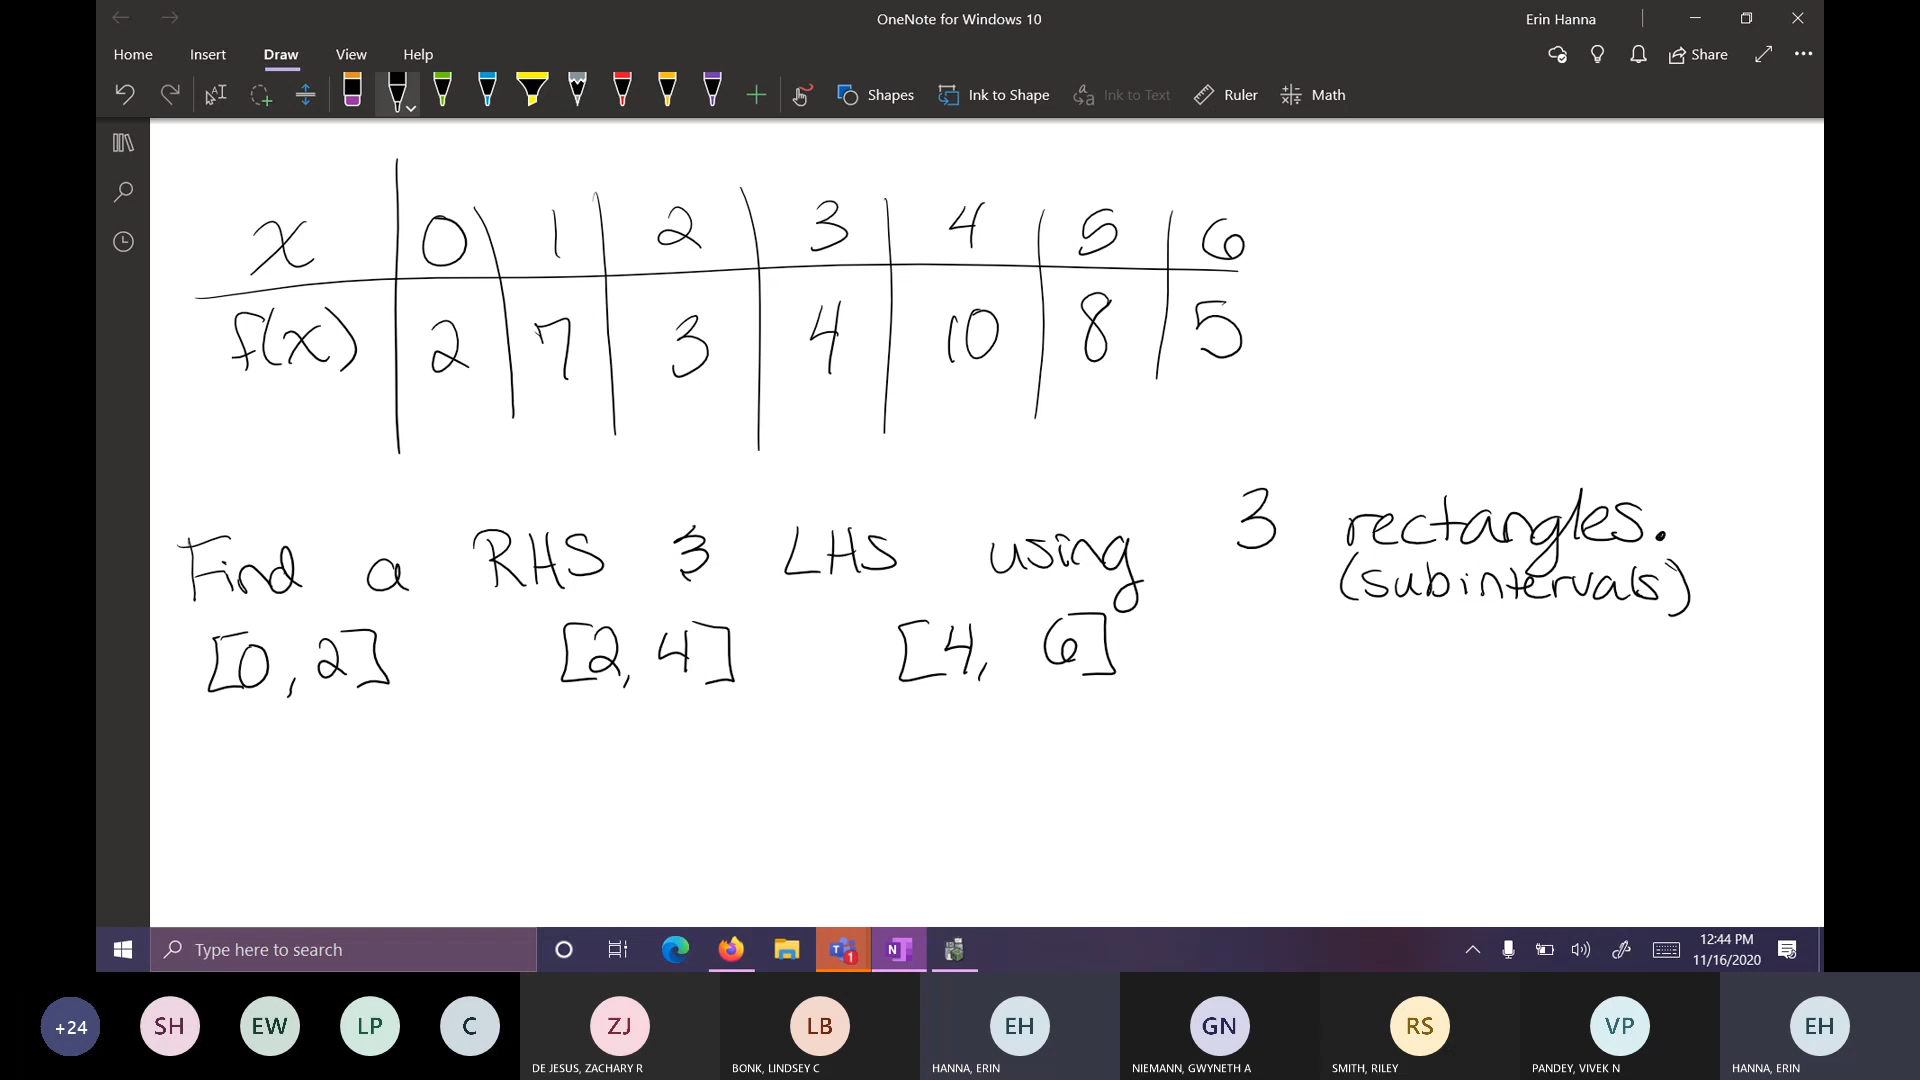 OneNote for Windows 10
Erin Hanna
Home Insert Draw View Help
Share
Shapes Ink to Shape Ink to Text Ruler Math
x 0 1 2 3 4 5 6
f(x) 2 7 3 4 10 8 5
Find a RHS & LHS using 3 rectangles.
(subintervals)
[0, 2] [2, 4] [4, 6]
Type here to search
1
12:44 PM
11/16/2020
+24 SH EW LP C ZJ LB EH GN RS VP EH
DE JESUS, ZACHARY R BONK, LINDSEY C HANNA, ERIN NIEMANN, GWYNETH A SMITH, RILEY PANDEY, VIVEK N HANNA, ERIN